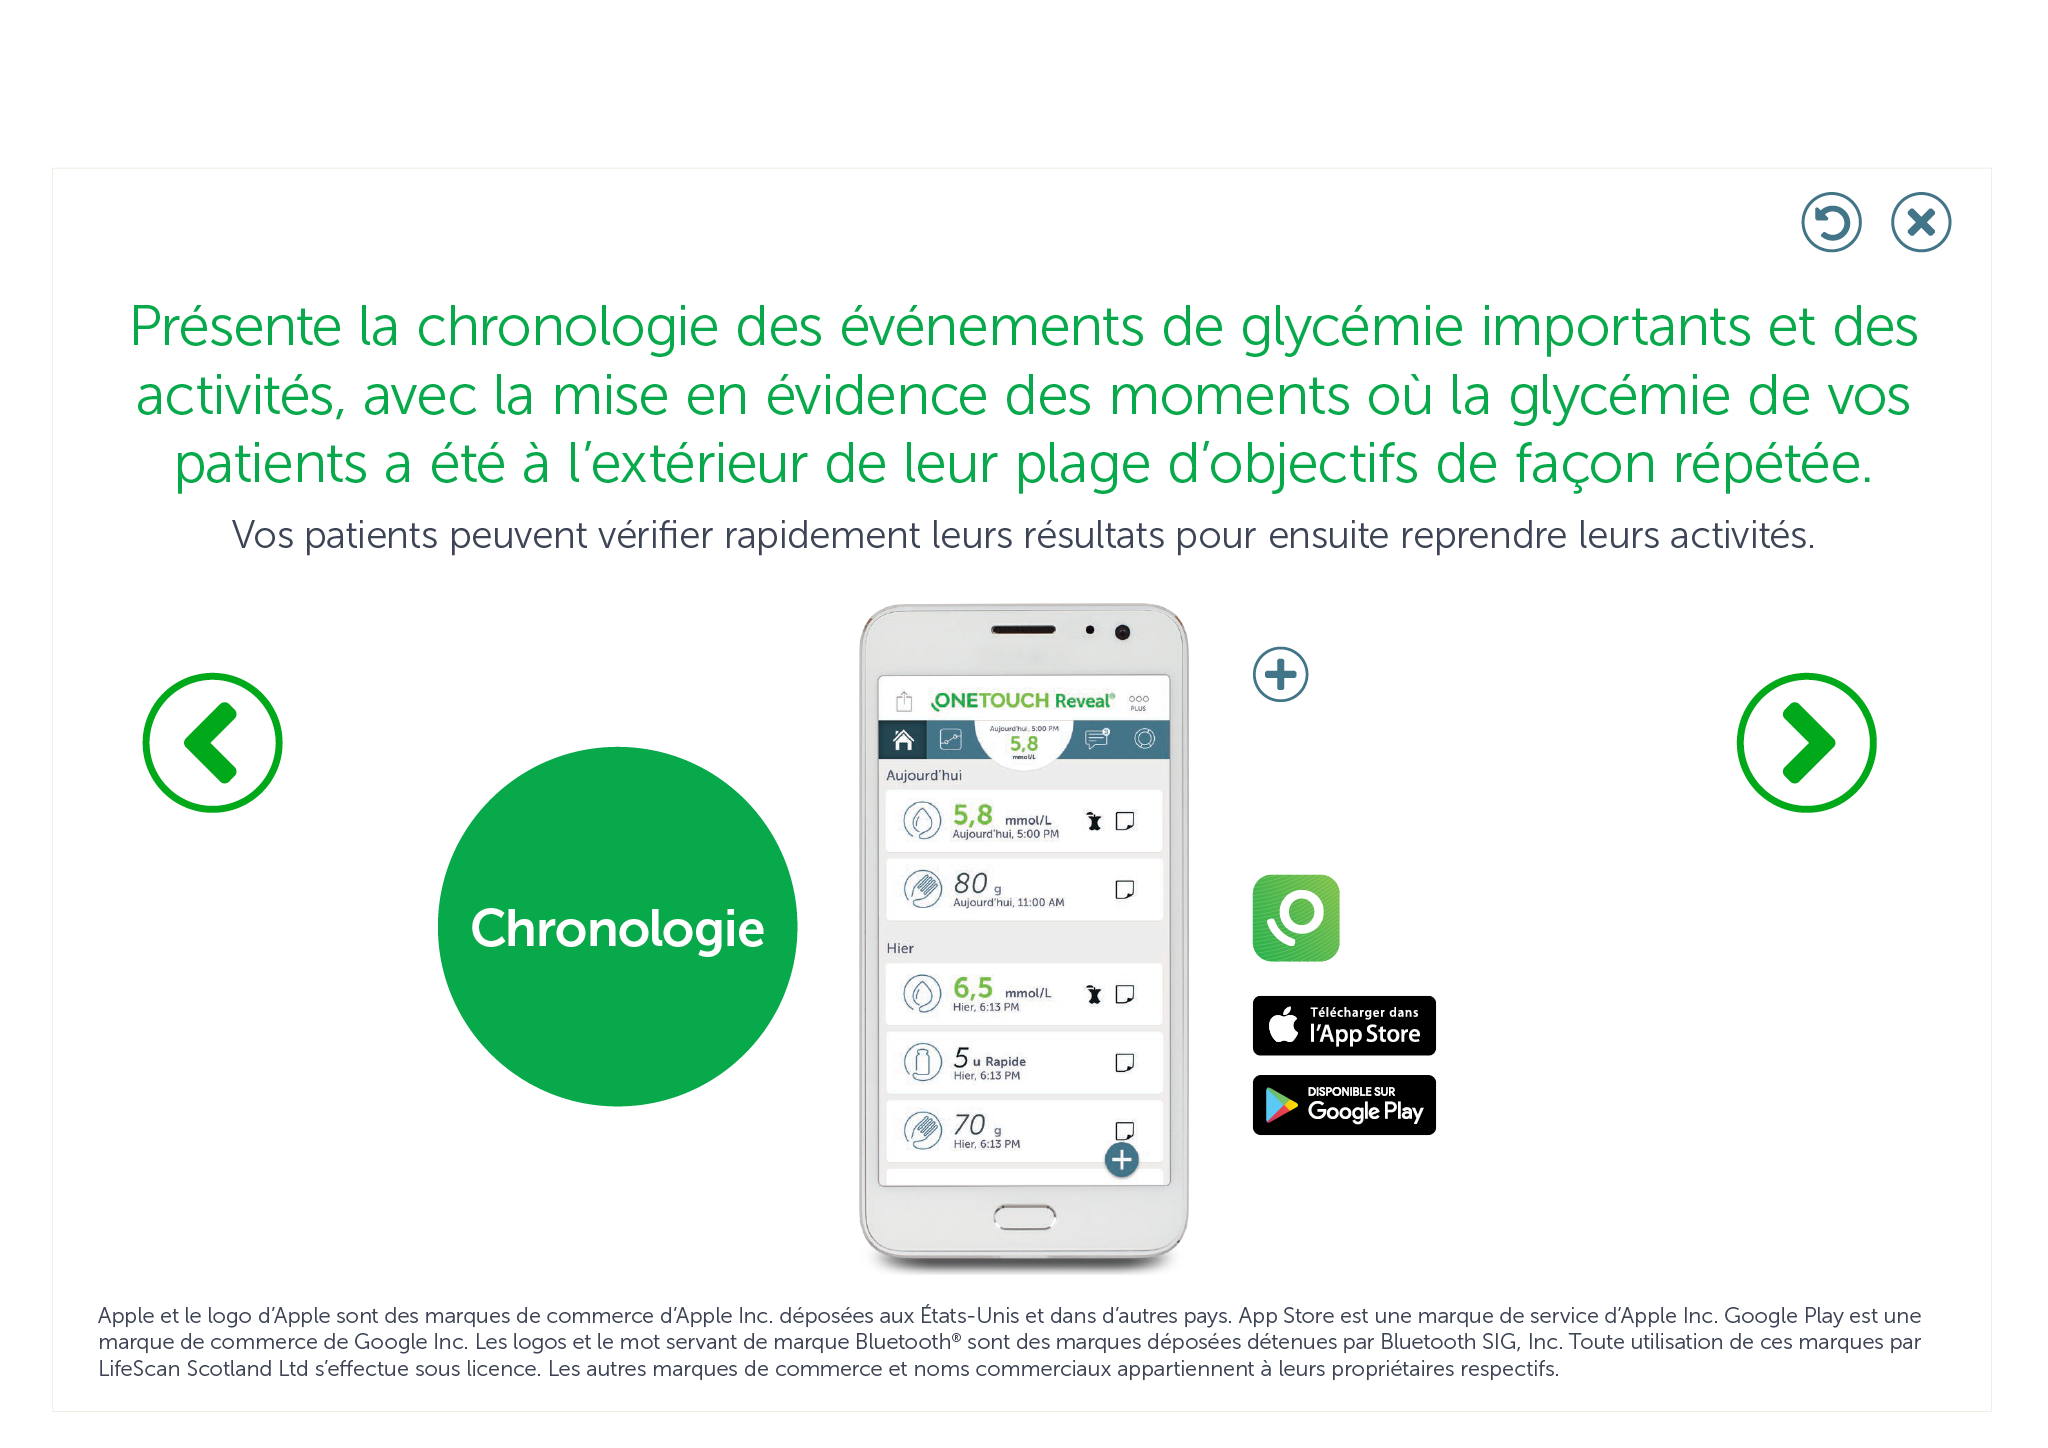 Présente la chronologie des événements de glycémie importants et des
activités, avec la mise en évidence des moments où la glycémie de vos
patients a été à l’extérieur de leur plage d’objectifs de façon répétée.
Vos patients peuvent vérifier rapidement leurs résultats pour ensuite reprendre leurs activités.
Chronologie
ONETOUCH Reveal®
PLUS
Aujourd'hui, 5:00 PM
5,8
mmol/L
3
Aujourd'hui
5,8 mmol/L
Aujourd'hui, 5:00 PM
80 g
Aujourd'hui, 11:00 AM
Hier
6,5 mmol/L
Hier, 6:13 PM
5 u Rapide
Hier, 6:13 PM
70 g
Hier, 6:13 PM
Télécharger dans
l'App Store
DISPONIBLE SUR
Google Play
Apple et le logo d’Apple sont des marques de commerce d’Apple Inc. déposées aux États-Unis et dans d’autres pays. App Store est une marque de service d’Apple Inc. Google Play est une
marque de commerce de Google Inc. Les logos et le mot servant de marque Bluetooth® sont des marques déposées détenues par Bluetooth SIG, Inc. Toute utilisation de ces marques par
LifeScan Scotland Ltd s’effectue sous licence. Les autres marques de commerce et noms commerciaux appartiennent à leurs propriétaires respectifs.